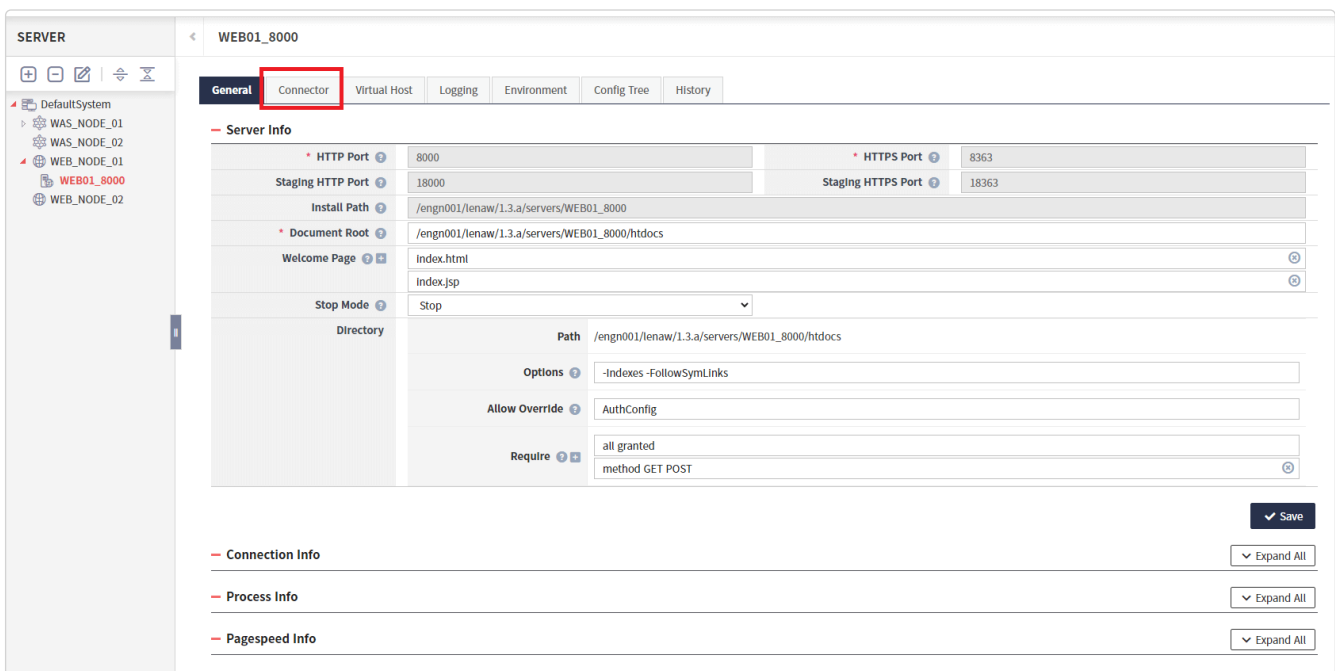 SERVER
WEB01_8000
General Connector Virtual Host Logging Environment Config Tree History
DefaultSystem
WAS_NODE_01
WAS_NODE_02
WEB_NODE_01
WEB01_8000
WEB_NODE_02
Server Info
* HTTP Port 8000 * HTTPS Port 8363
Staging HTTP Port 18000 Staging HTTPS Port 18363
Install Path /engn001/lenaw/1.3.a/servers/WEB01_8000
* Document Root /engn001/lenaw/1.3.a/servers/WEB01_8000/htdocs
Welcome Page index.html
index.jsp
Stop Mode Stop
Directory
Path /engn001/lenaw/1.3.a/servers/WEB01_8000/htdocs
Options -Indexes -FollowSymLinks
Allow Override AuthConfig
Require all granted
method GET POST
Save
Connection Info Expand All
Process Info Expand All
Pagespeed Info Expand All